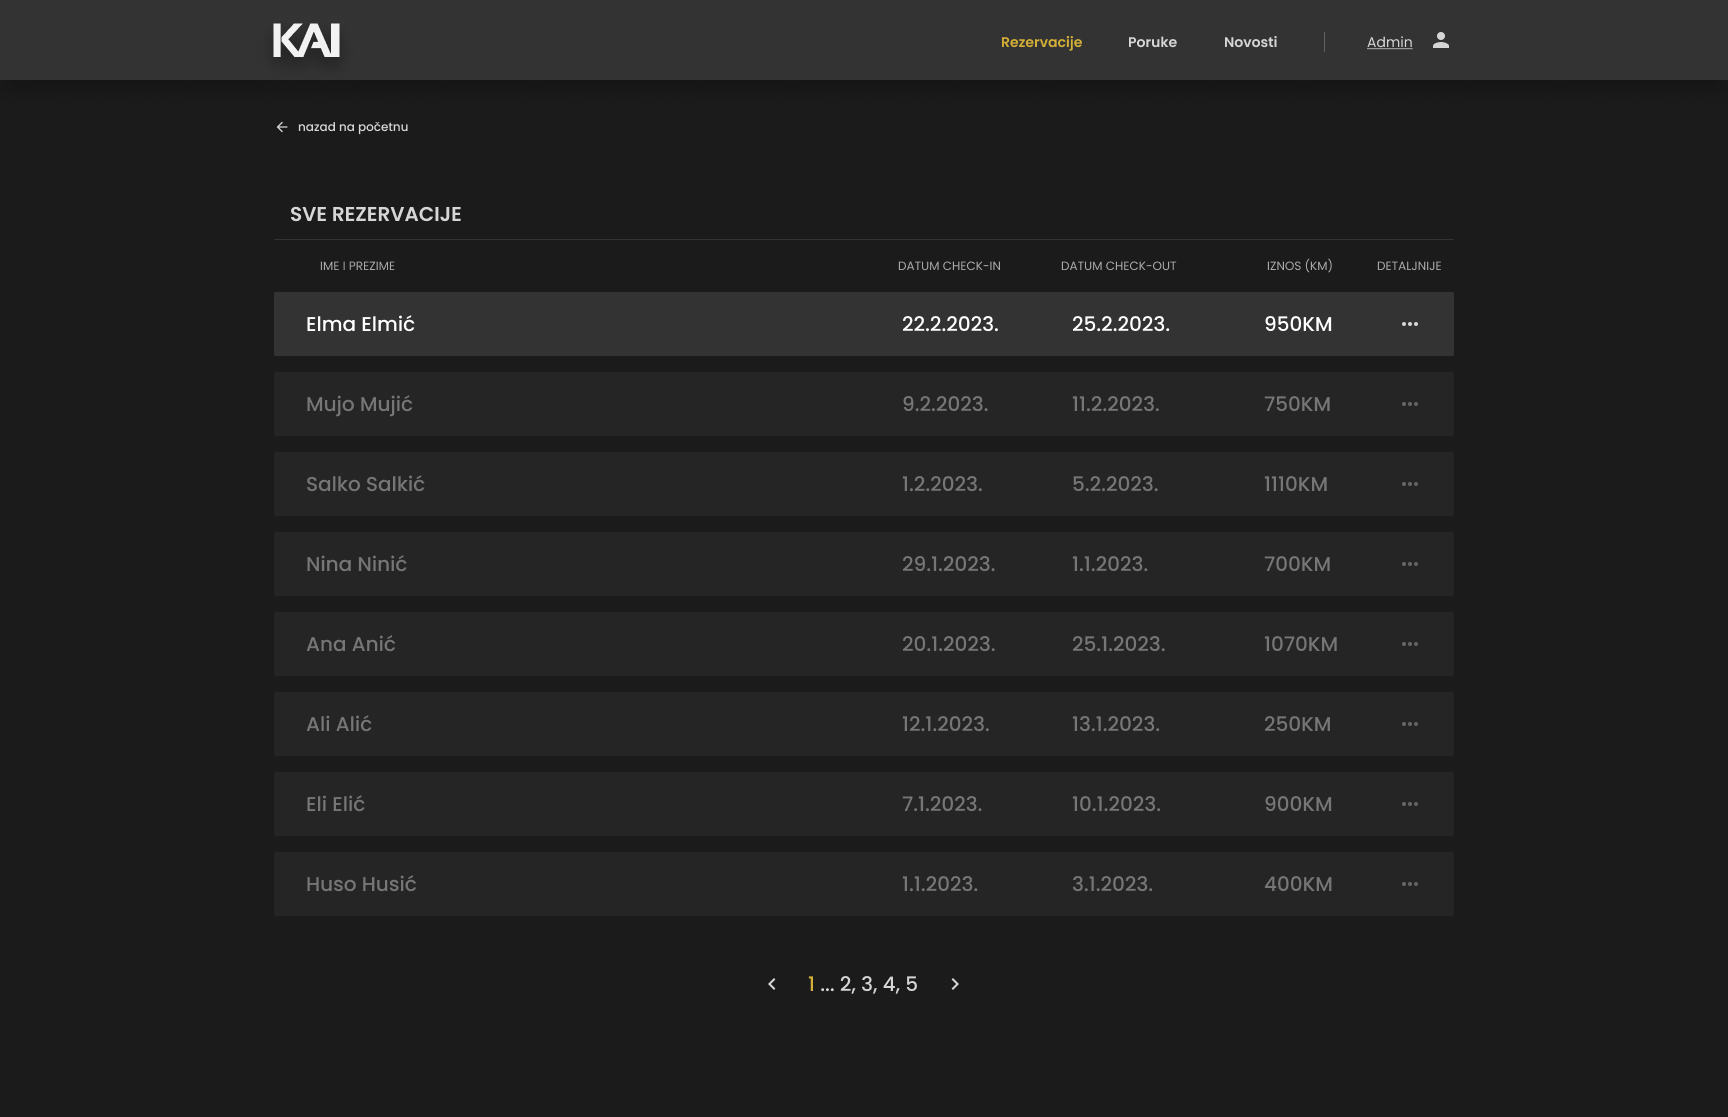 KAI
Rezervacije Poruke Novosti Admin
nazad na početnu
SVE REZERVACIJE
IME I PREZIME DATUM CHECK-IN DATUM CHECK-OUT IZNOS (KM) DETALJNIJE
Elma Elmić 22.2.2023. 25.2.2023. 950KM
Mujo Mujić 9.2.2023. 11.2.2023. 750KM
Salko Salkić 1.2.2023. 5.2.2023. 1110KM
Nina Ninić 29.1.2023. 1.1.2023. 700KM
Ana Anić 20.1.2023. 25.1.2023. 1070KM
Ali Alić 12.1.2023. 13.1.2023. 250KM
Eli Elić 7.1.2023. 10.1.2023. 900KM
Huso Husić 1.1.2023. 3.1.2023. 400KM
1 ... 2, 3, 4, 5